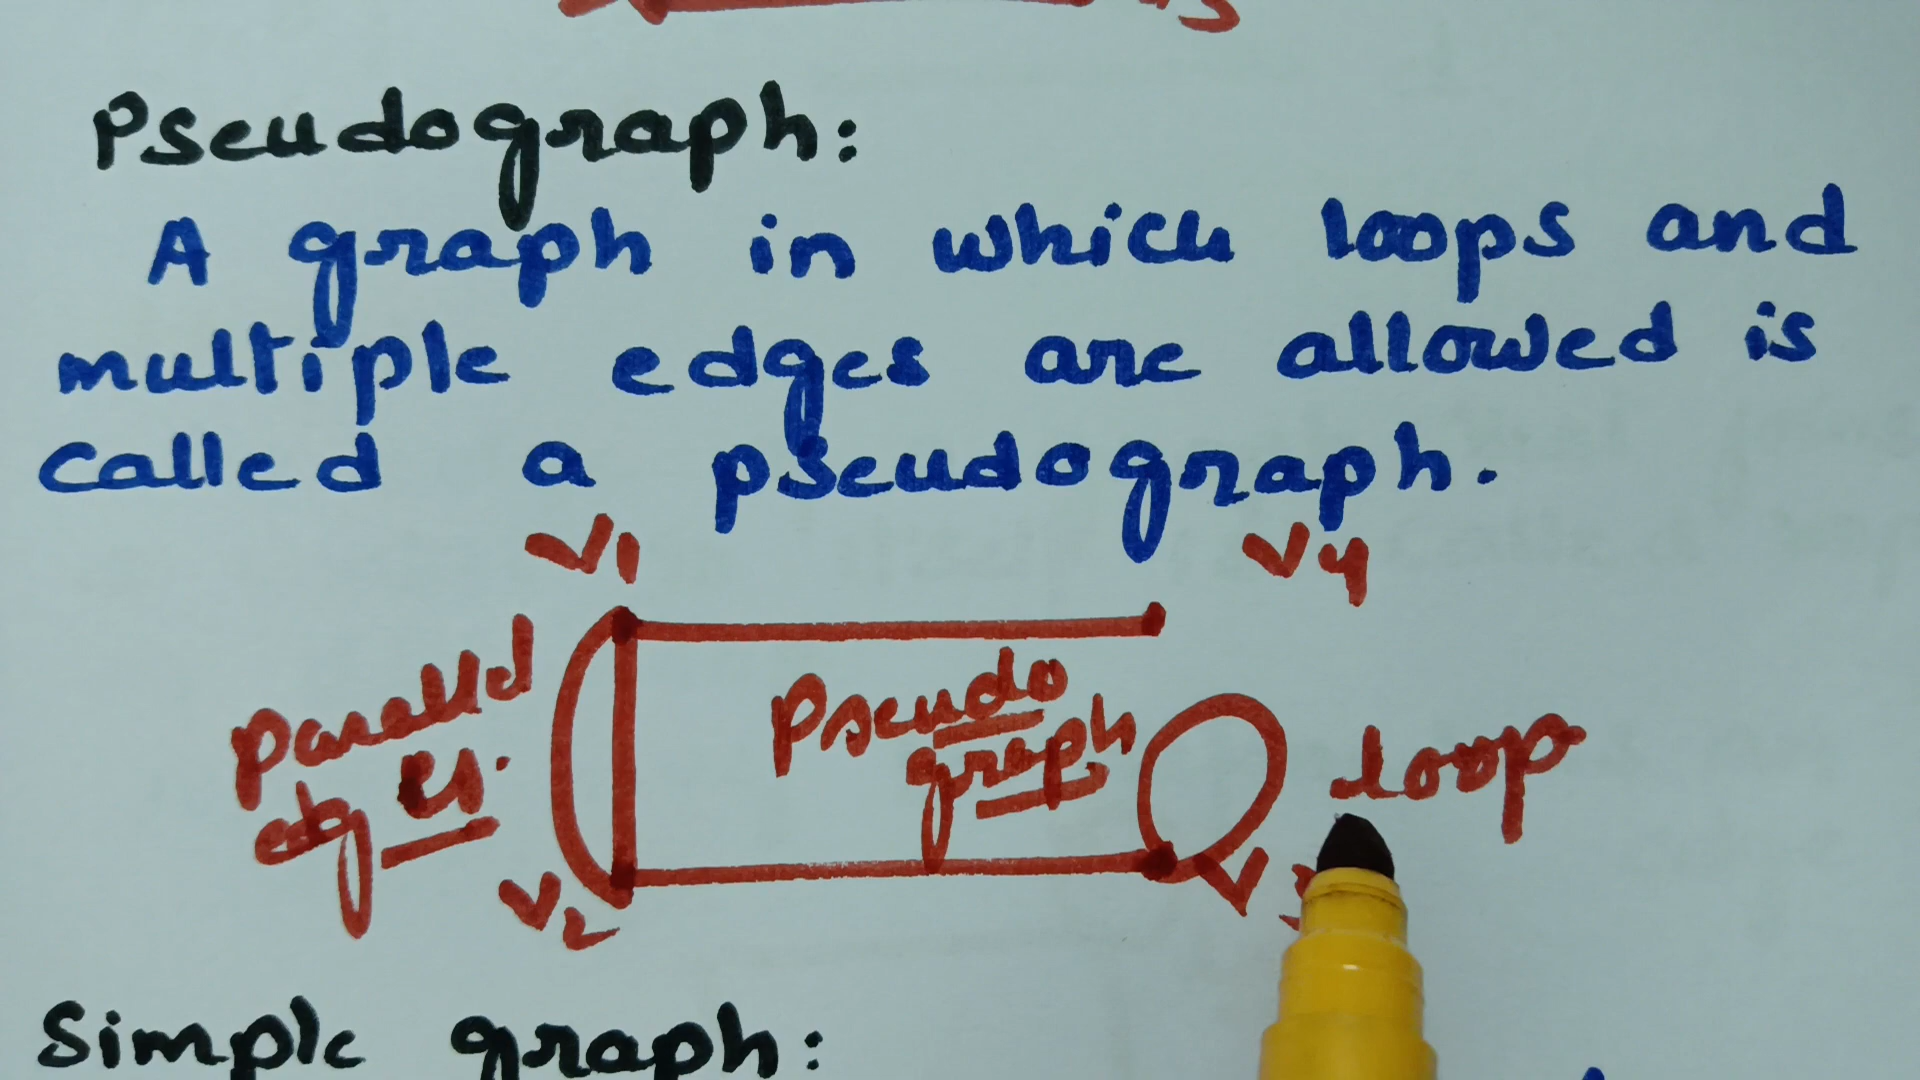 Pseudograph:
A graph in which loops and
multiple edges are allowed is
called a pseudograph.
V1
V4
parallel
edges.
Pseudo
graph
loop
V2
V
Simple graph: